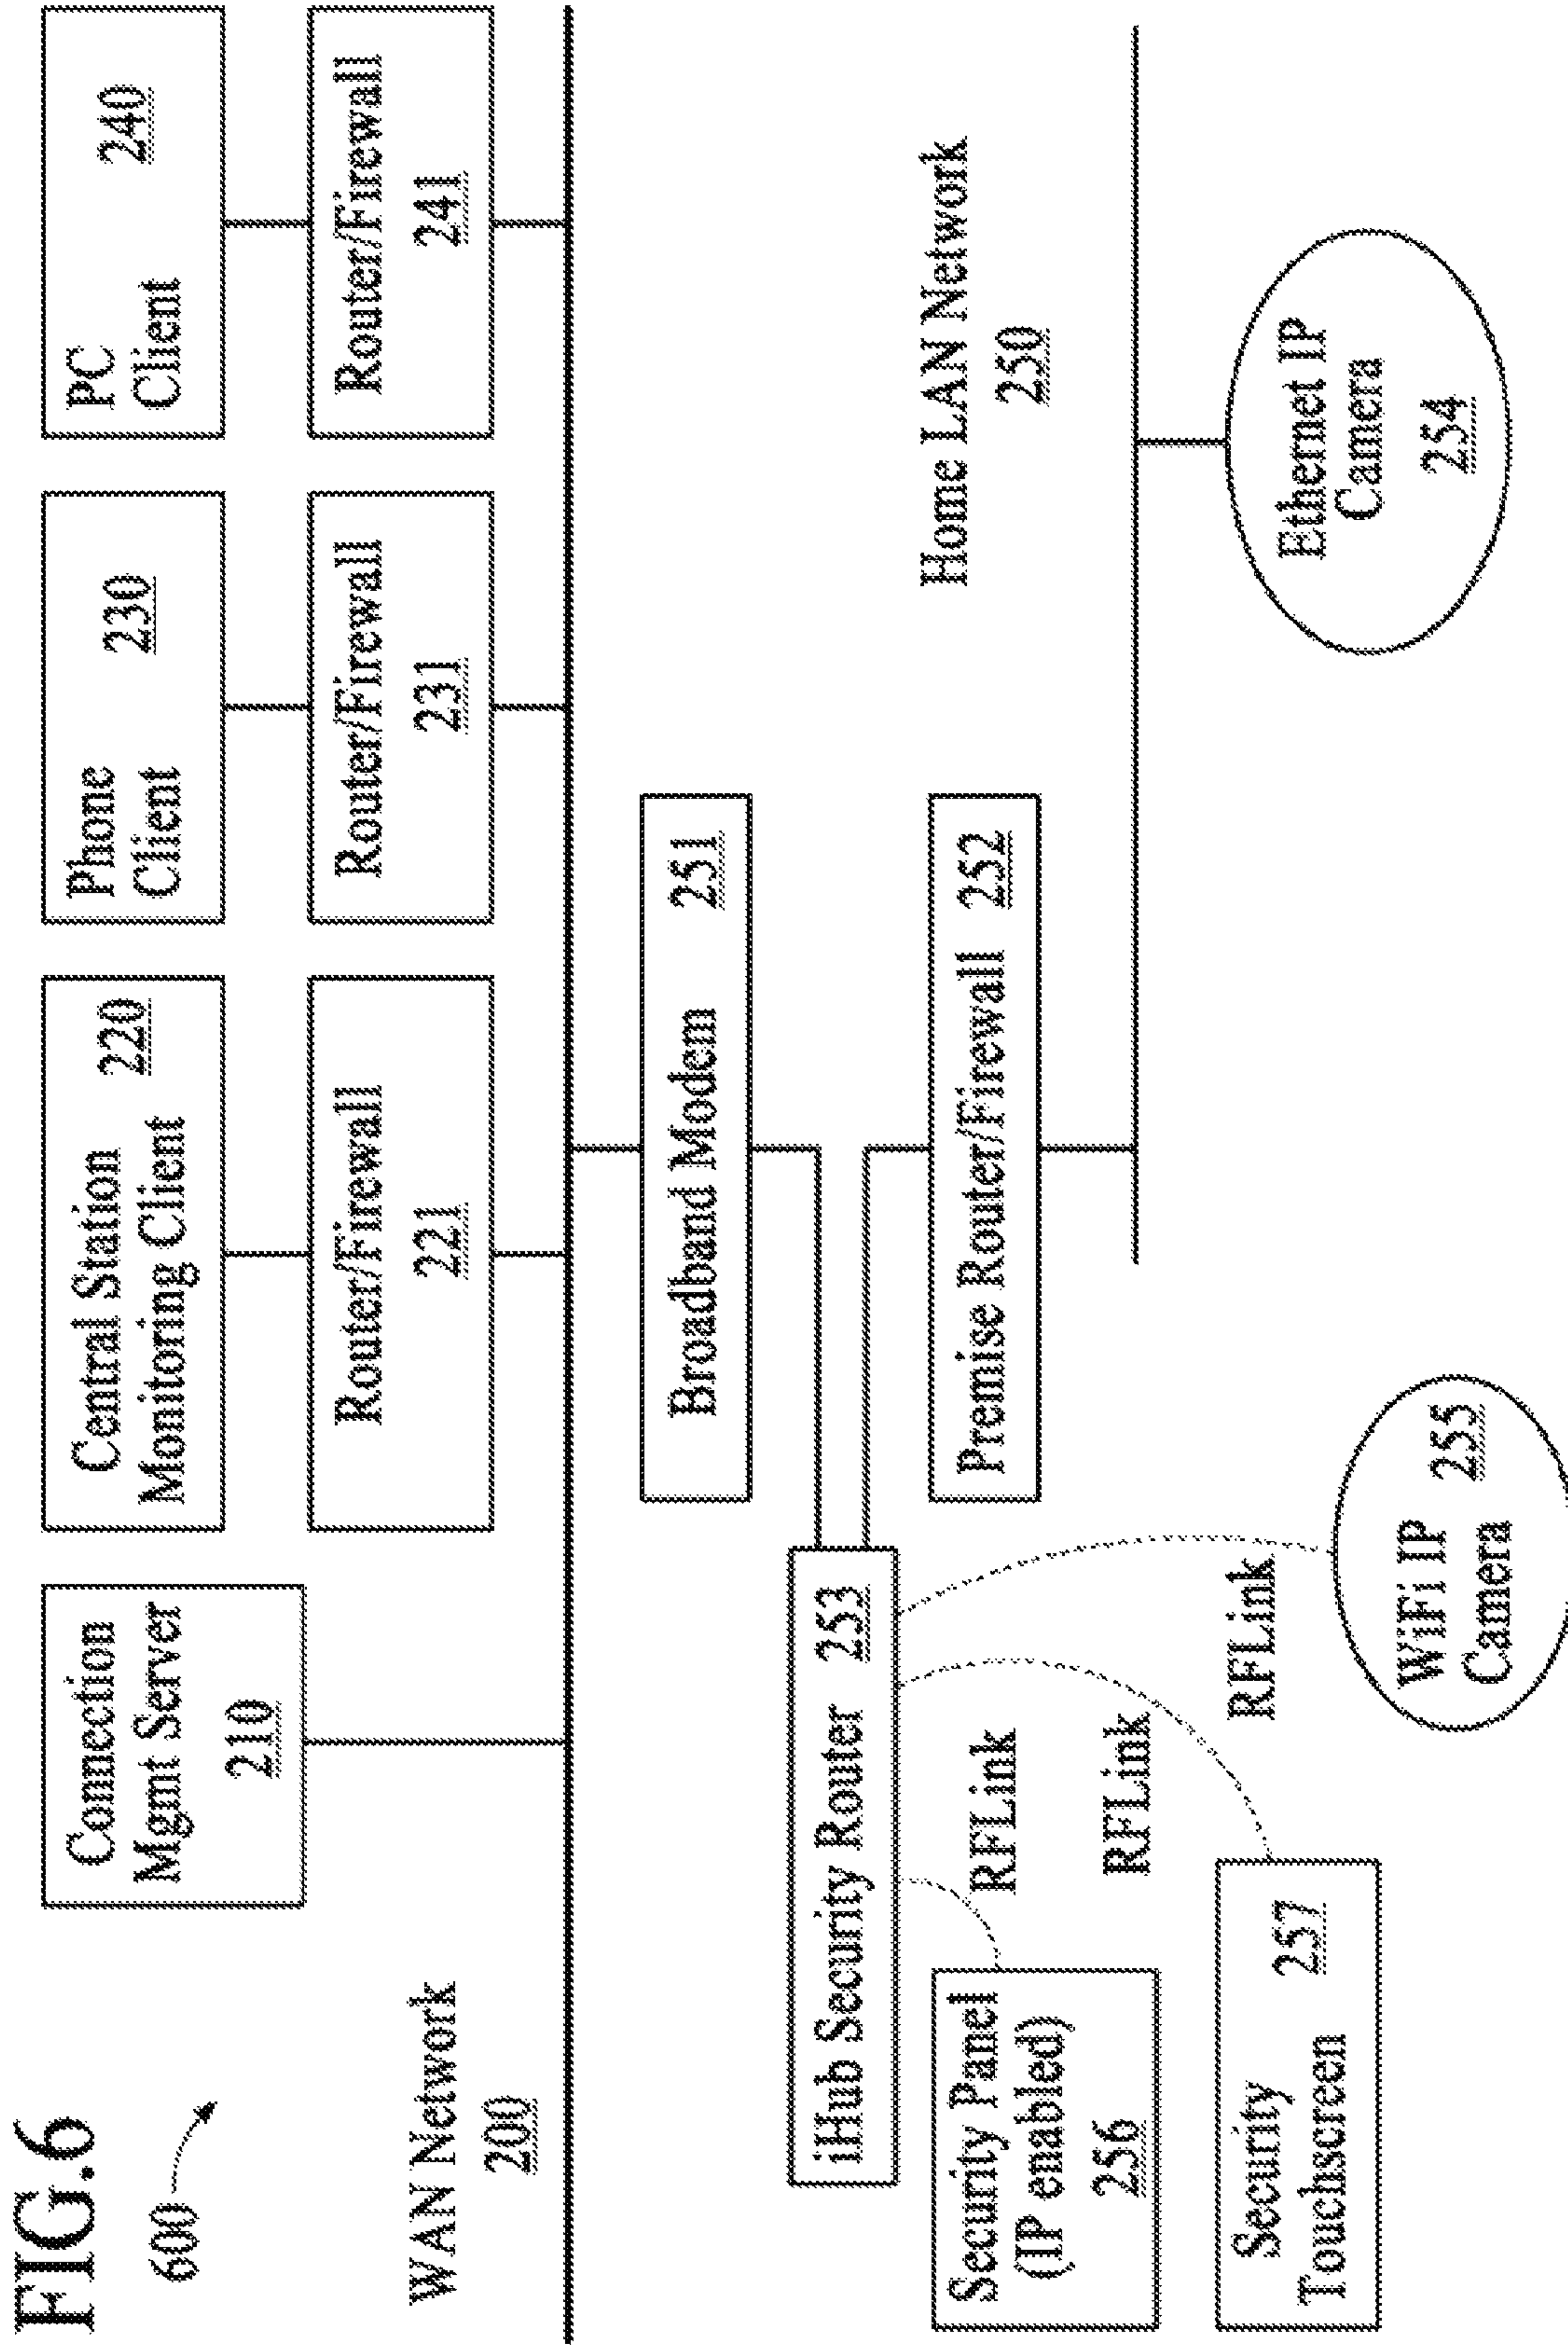 FIG.6
600
Connection
Mgmt Server
210
Central Station
Monitoring Client
220
Phone
Client
230
PC
Client
240
Router/Firewall
221
Router/Firewall
231
Router/Firewall
241
WAN Network
200
Broadband Modem 251
iHub Security Router 253
Premise Router/Firewall 252
Home LAN Network
250
Security Panel
(IP enabled)
256
RFLink
RFLink
RFLink
Security
Touchscreen
257
WiFi IP
Camera
255
Ethernet IP
Camera
254